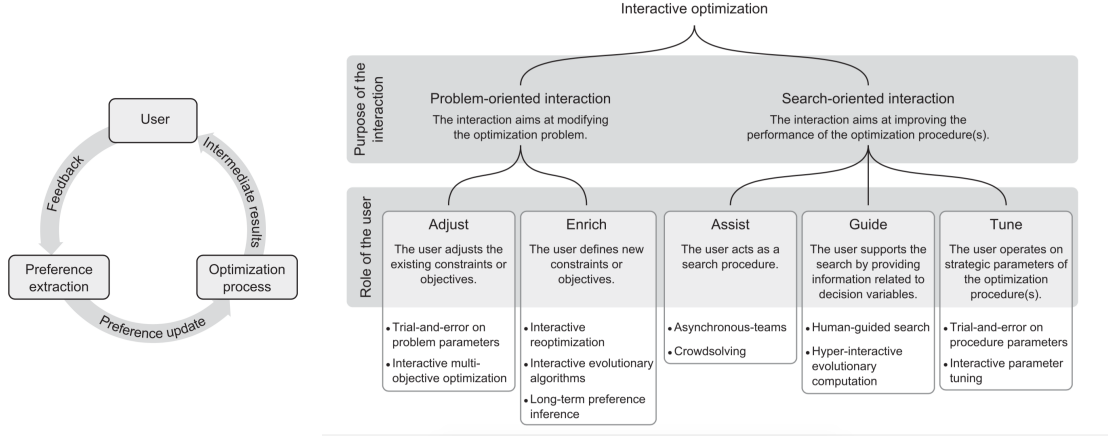 User
Feedback
Intermediate results
Preference
extraction
Optimization
process
Preference update
Interactive optimization
Purpose of the
interaction
Problem-oriented interaction
The interaction aims at modifying
the optimization problem.
Search-oriented interaction
The interaction aims at improving the
performance of the optimization procedure(s).
Role of the user
Adjust
The user adjusts the
existing constraints or
objectives.
• Trial-and-error on
problem parameters
• Interactive multi-
objective optimization
Enrich
The user defines new
constraints or
objectives.
• Interactive
reoptimization
• Interactive evolutionary
algorithms
• Long-term preference
inference
Assist
The user acts as a
search procedure.
• Asynchronous-teams
• Crowdsolving
Guide
The user supports the
search by providing
information related to
decision variables.
• Human-guided search
• Hyper-interactive
evolutionary
computation
Tune
The user operates on
strategic parameters of
the optimization
procedure(s).
• Trial-and-error on
procedure parameters
• Interactive parameter
tuning